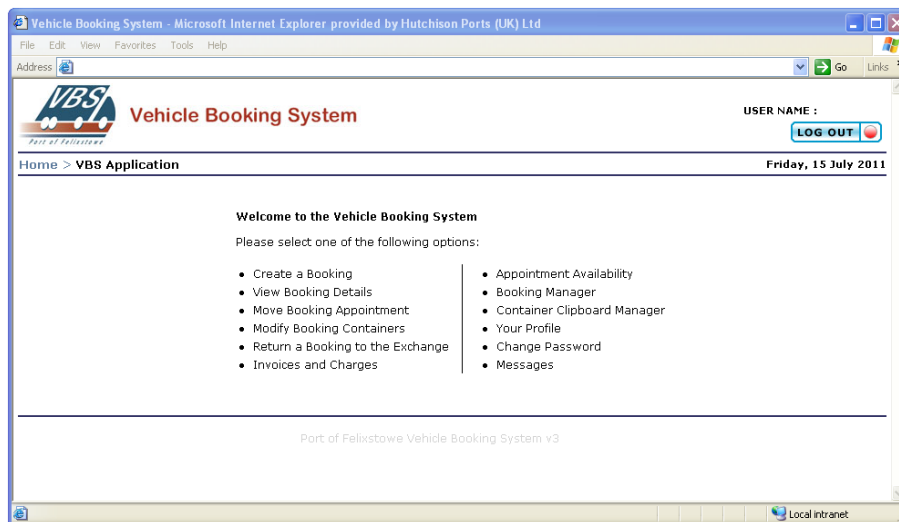 Vehicle Booking System - Microsoft Internet Explorer provided by Hutchison Ports (UK) Ltd
File Edit View Favorites Tools Help
Address Go Links
VBS
Port of Felixstowe
Vehicle Booking System
USER NAME :
LOG OUT
Home > VBS Application
Friday, 15 July 2011
Welcome to the Vehicle Booking System
Please select one of the following options:
• Create a Booking
• View Booking Details
• Move Booking Appointment
• Modify Booking Containers
• Return a Booking to the Exchange
• Invoices and Charges
• Appointment Availability
• Booking Manager
• Container Clipboard Manager
• Your Profile
• Change Password
• Messages
Port of Felixstowe Vehicle Booking System v3
Local intranet